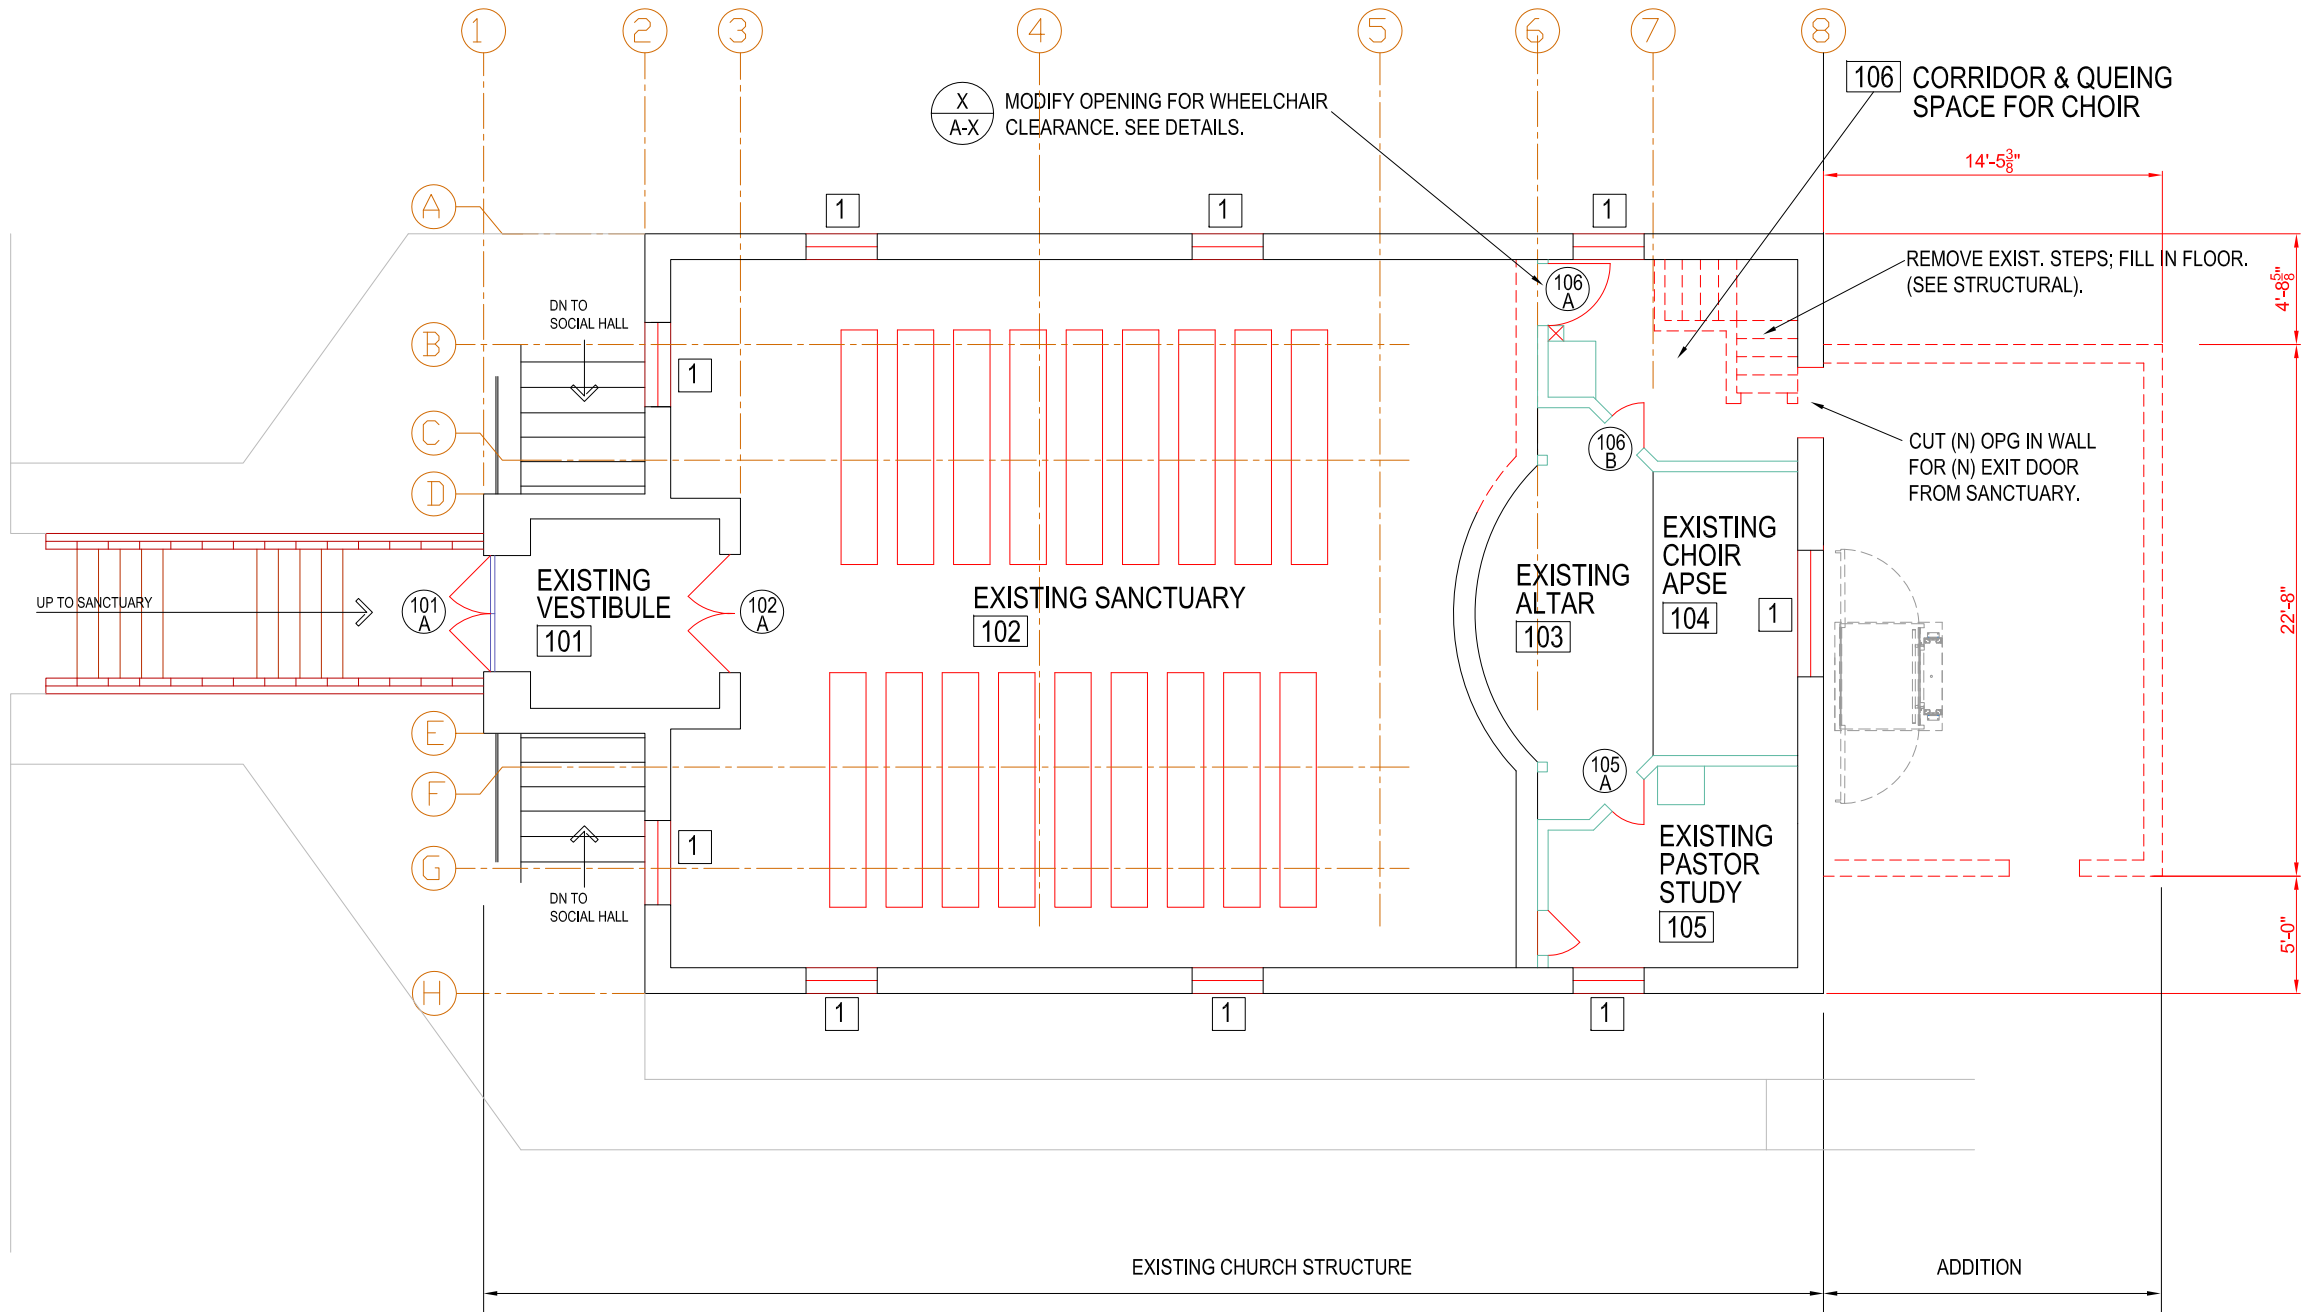 1
2
3
4
5
6
7
8
106 CORRIDOR & QUEING
SPACE FOR CHOIR
X
A-X
MODIFY OPENING FOR WHEELCHAIR
CLEARANCE. SEE DETAILS.
14'-5 3/8"
A
1
1
1
REMOVE EXIST. STEPS; FILL IN FLOOR.
(SEE STRUCTURAL).
4'-8 5/8"
106
A
DN TO
SOCIAL HALL
B
1
C
106
B
CUT (N) OPG IN WALL
FOR (N) EXIT DOOR
FROM SANCTUARY.
D
EXISTING
CHOIR
APSE
104
1
EXISTING
VESTIBULE
101
EXISTING SANCTUARY
102
EXISTING
ALTAR
103
UP TO SANCTUARY
101
A
102
A
22'-8"
E
F
105
A
1
EXISTING
PASTOR
STUDY
105
G
DN TO
SOCIAL HALL
5'-0"
H
1
1
1
EXISTING CHURCH STRUCTURE
ADDITION